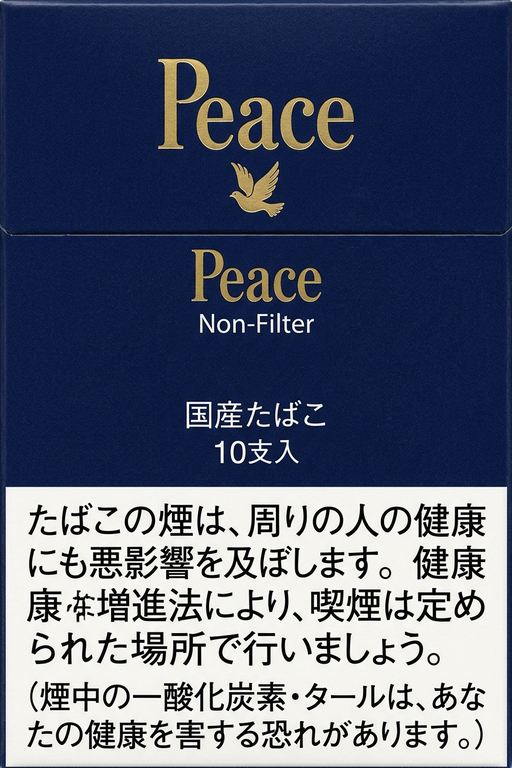 Peace
Peace
Non-Filter
国産たばこ
10支入
たばこの煙は、周りの人の健康
にも悪影響を及ぼします。健康
康増進法により、喫煙は定め
られた場所で行いましょう。
（煙中の一酸化炭素・タールは、あな
たの健康を害する恐れがあります。）